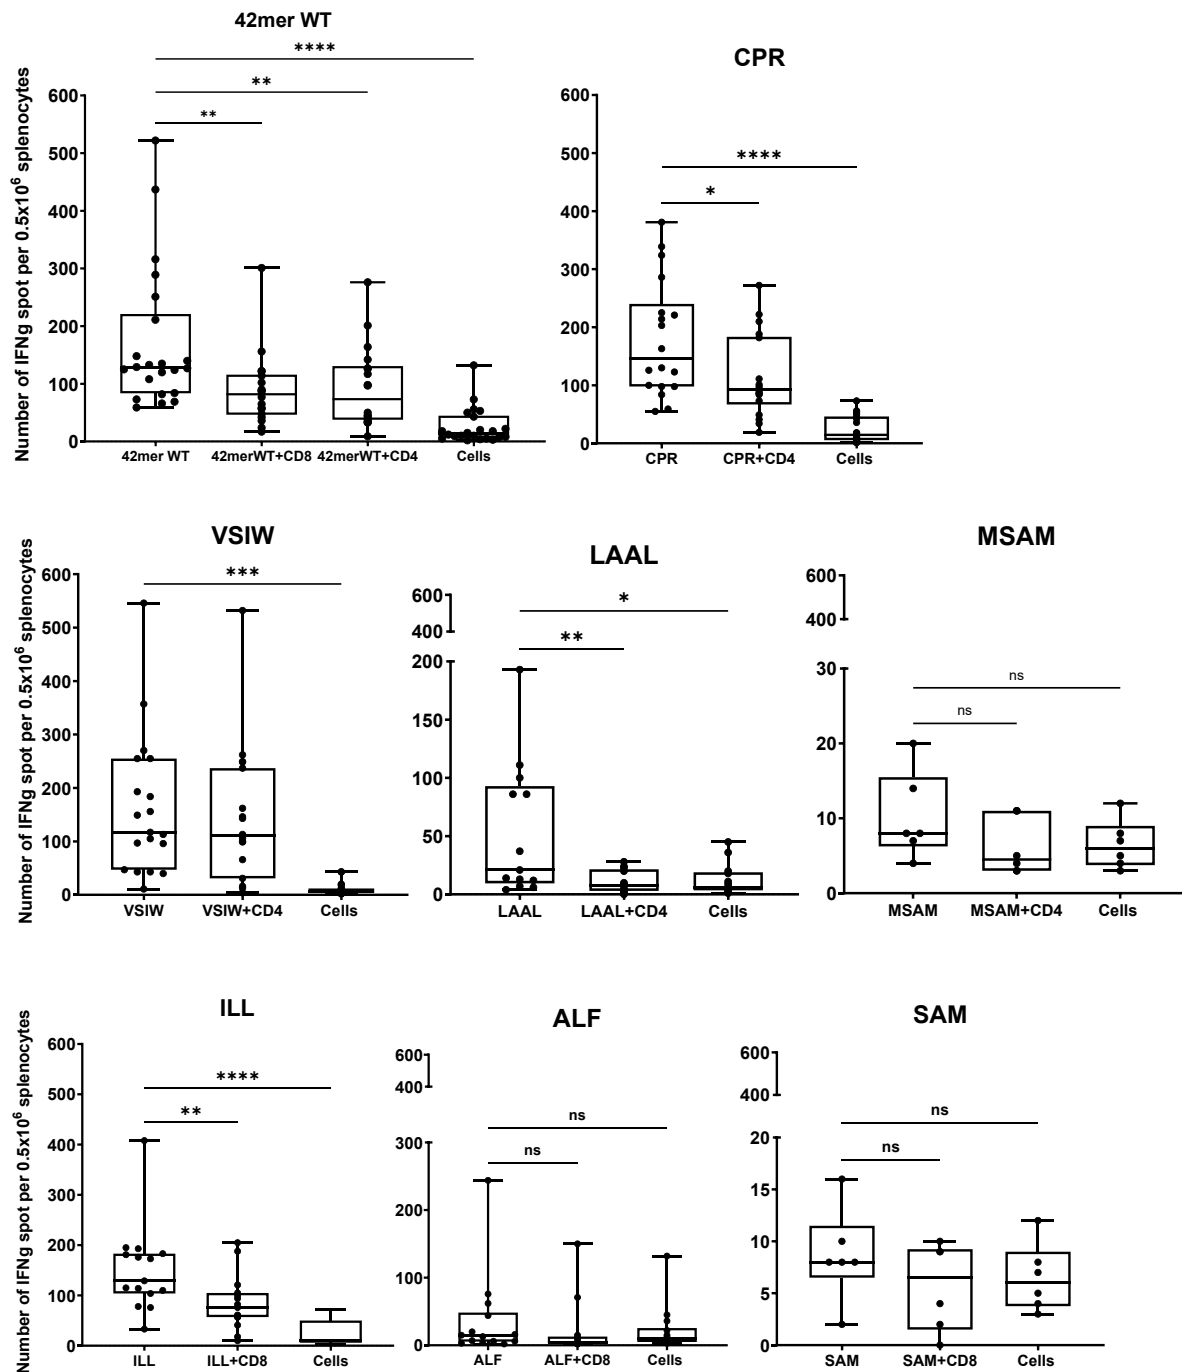 42mer WT
****
**
**
Number of IFNg spot per 0.5x10⁶ splenocytes
600
500
400
300
200
100
0
42mer WT 42merWT+CD8 42merWT+CD4 Cells
CPR
****
*
600
500
400
300
200
100
0
CPR CPR+CD4 Cells
VSIW
***
Number of IFNg spot per 0.5x10⁶ splenocytes
600
500
400
300
200
100
0
VSIW VSIW+CD4 Cells
LAAL
*
**
600
400
200
150
100
50
0
LAAL LAAL+CD4 Cells
MSAM
600
400
ns
ns
30
20
10
0
MSAM MSAM+CD4 Cells
ILL
****
**
Number of IFNg spot per 0.5x10⁶ splenocytes
600
500
400
300
200
100
0
ILL ILL+CD8 Cells
ALF
600
400
ns
ns
300
200
100
0
ALF ALF+CD8 Cells
SAM
600
400
ns
ns
20
15
10
5
0
SAM SAM+CD8 Cells